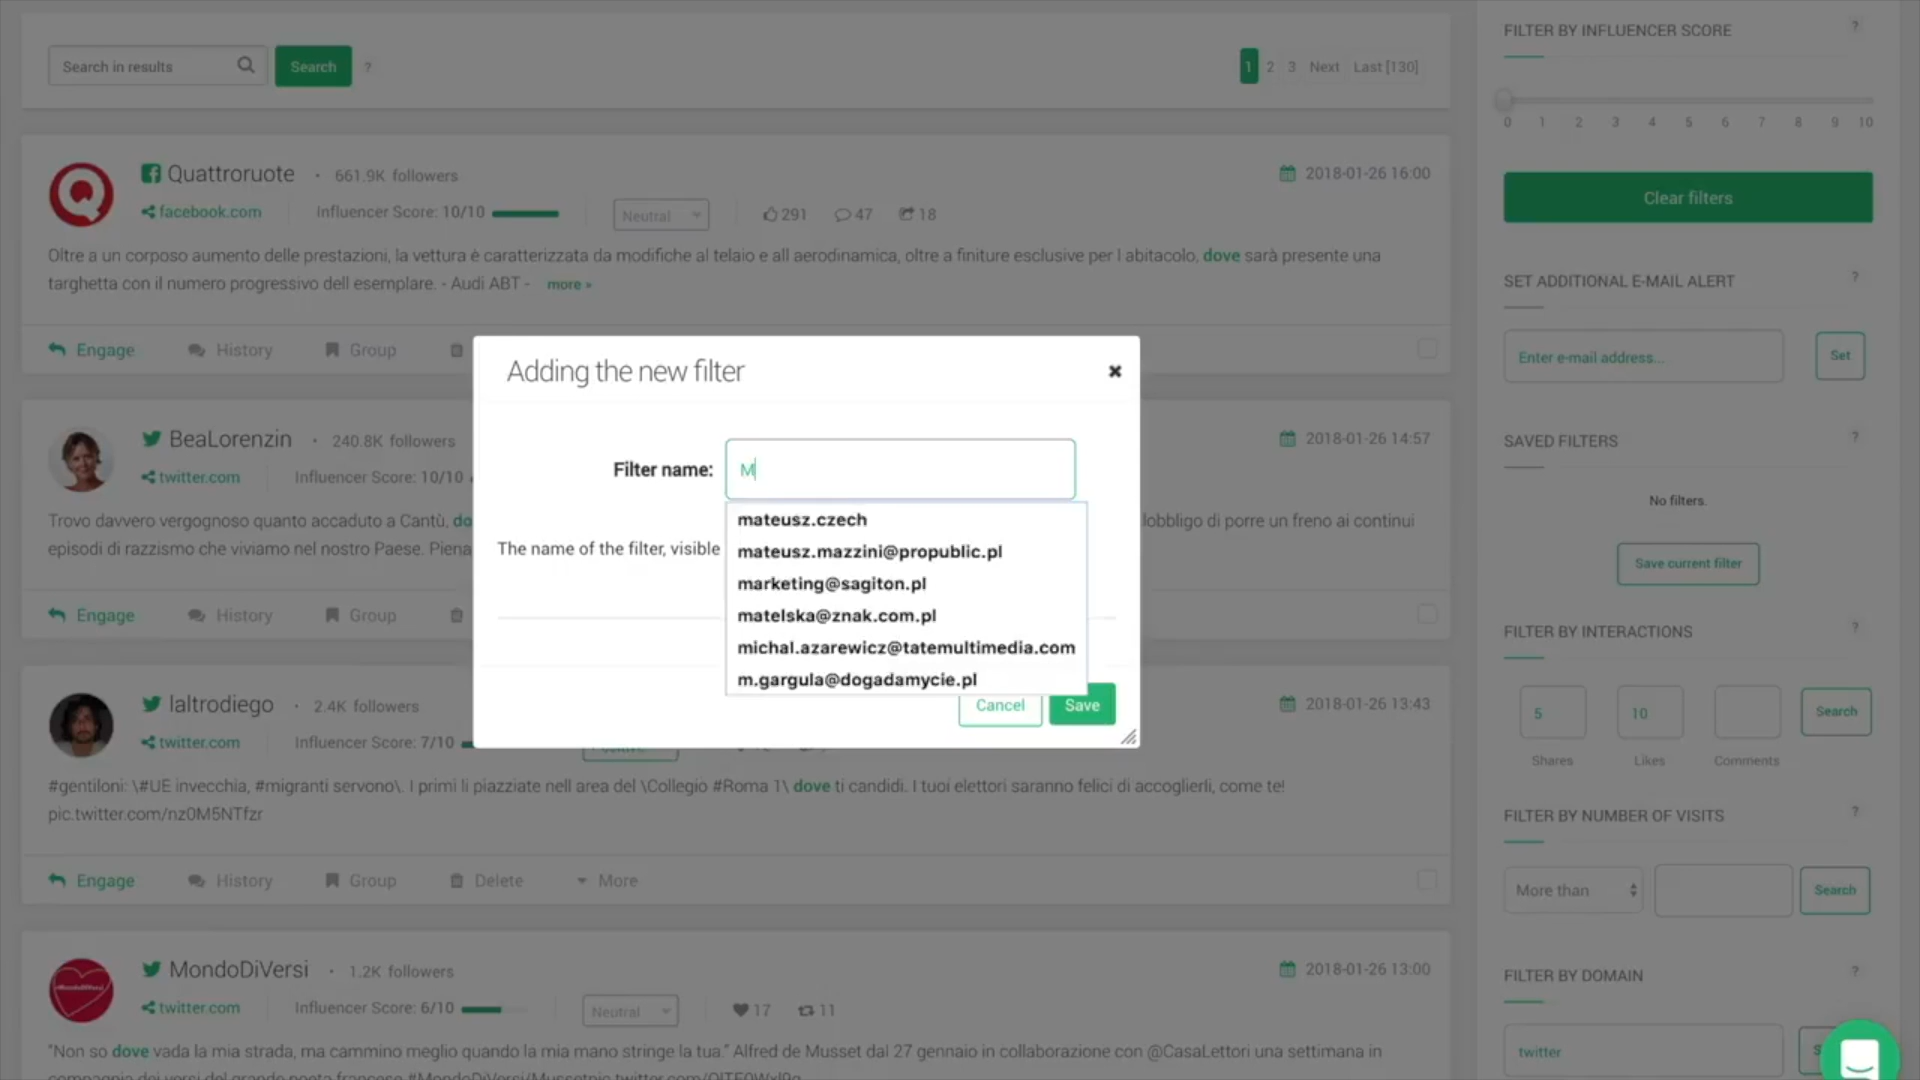 Search in results
Search
?
1 2 3 Next Last [130]
Quattroruote · 661.9K followers
2018-01-26 16:00
facebook.com
Influencer Score: 10/10
Neutral
291 47 18
Oltre a un corposo aumento delle prestazioni, la vettura è caratterizzata da modifiche al telaio e all aerodinamica, oltre a finiture esclusive per l abitacolo, dove sarà presente una
targhetta con il numero progressivo dell esemplare. - Audi ABT - more »
Engage History Group
BeaLorenzin · 240.8K followers
2018-01-26 14:57
twitter.com
Influencer Score: 10/10
Trovo davvero vergognoso quanto accaduto a Cantù, do
lobbligo di porre un freno ai continui
episodi di razzismo che viviamo nel nostro Paese. Piena
Engage History Group
laltrodiego · 2.4K followers
2018-01-26 13:43
twitter.com
Influencer Score: 7/10
#gentiloni: \#UE invecchia, #migranti servono\. I primi li piazziate nell area del \Collegio #Roma 1\ dove ti candidi. I tuoi elettori saranno felici di accoglierli, come te!
pic.twitter.com/nz0M5NTfzr
Engage History Group Delete More
MondoDiVersi · 1.2K followers
2018-01-26 13:00
twitter.com
Influencer Score: 6/10
Neutral
17 11
"Non so dove vada la mia strada, ma cammino meglio quando la mia mano stringe la tua." Alfred de Musset dal 27 gennaio in collaborazione con @CasaLettori una settimana in
Adding the new filter
Filter name:
M
mateusz.czech
mateusz.mazzini@propublic.pl
marketing@sagiton.pl
matelska@znak.com.pl
michal.azarewicz@tatemultimedia.com
m.gargula@dogadamycie.pl
The name of the filter, visible
Cancel
Save
FILTER BY INFLUENCER SCORE
?
0 1 2 3 4 5 6 7 8 9 10
Clear filters
SET ADDITIONAL E-MAIL ALERT
?
Enter e-mail address...
Set
SAVED FILTERS
?
No filters.
Save current filter
FILTER BY INTERACTIONS
?
5 10
Search
Shares Likes Comments
FILTER BY NUMBER OF VISITS
?
More than
Search
FILTER BY DOMAIN
?
twitter